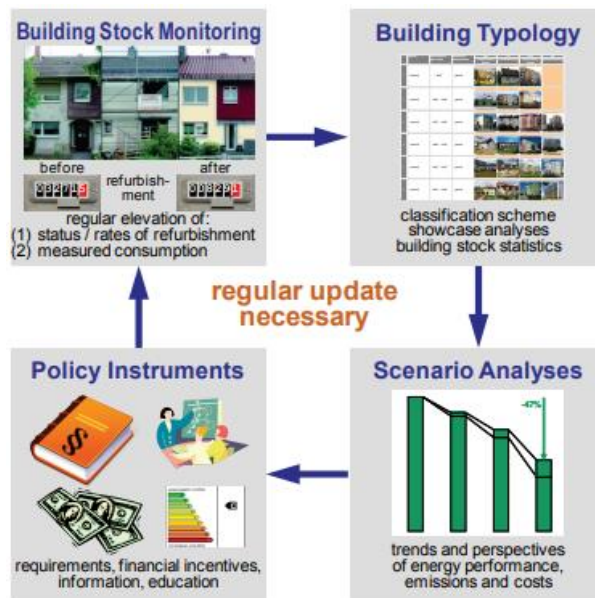 Building Stock Monitoring
before
after
refurbish-
ment
032715
008291
regular elevation of:
(1) status / rates of refurbishment
(2) measured consumption
Building Typology
classification scheme
showcase analyses
building stock statistics
regular update
necessary
Policy Instruments
§
requirements, financial incentives,
information, education
Scenario Analyses
-47%
trends and perspectives
of energy performance,
emissions and costs